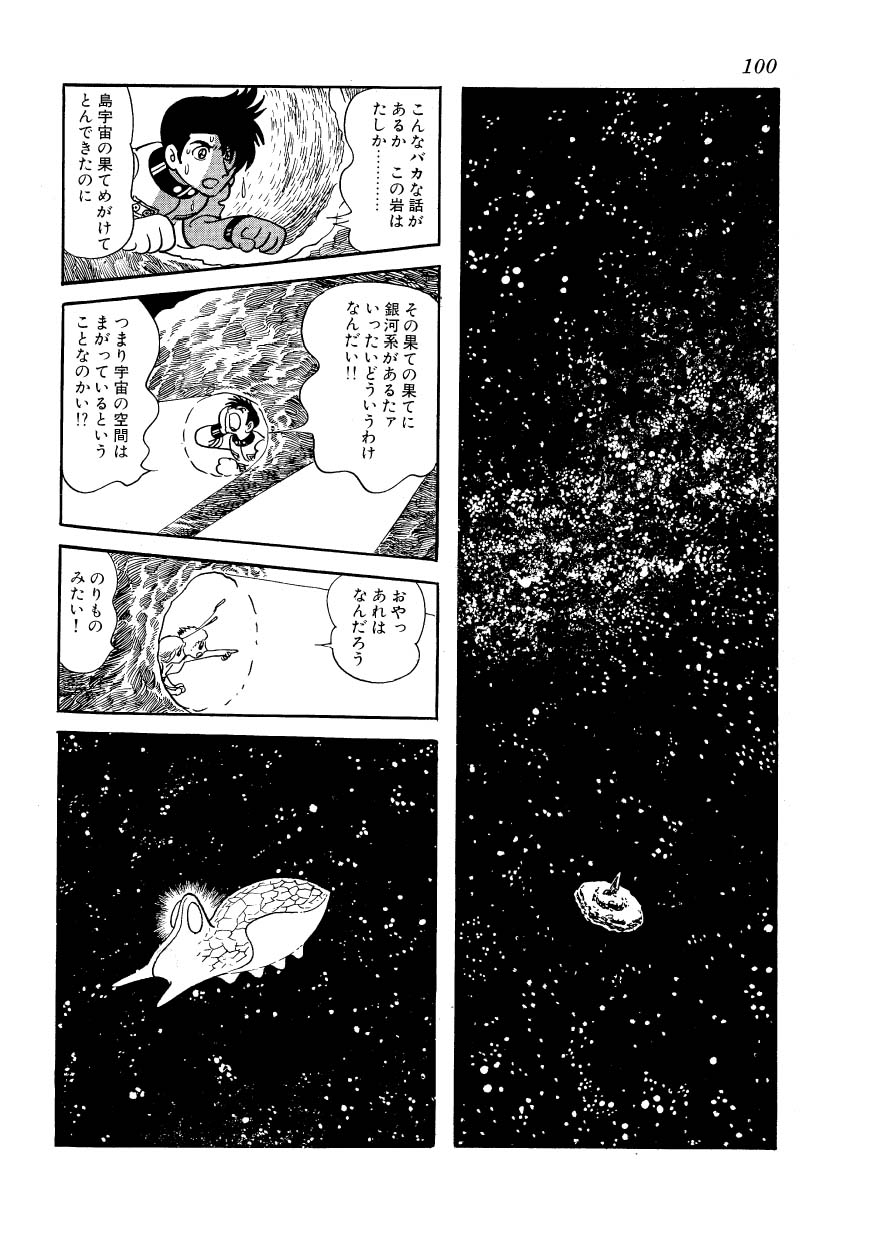 100
こんなバカな話が
あるか この岩は
たしか…………
島宇宙の果てめがけて
とんできたのに
その果ての果てに
銀河系があるたァ
いったいどういうわけ
なんだい!!
つまり宇宙の空間は
まがっているという
ことなのかい!?
おやっ
あれは
なんだろう
のりもの
みたい!